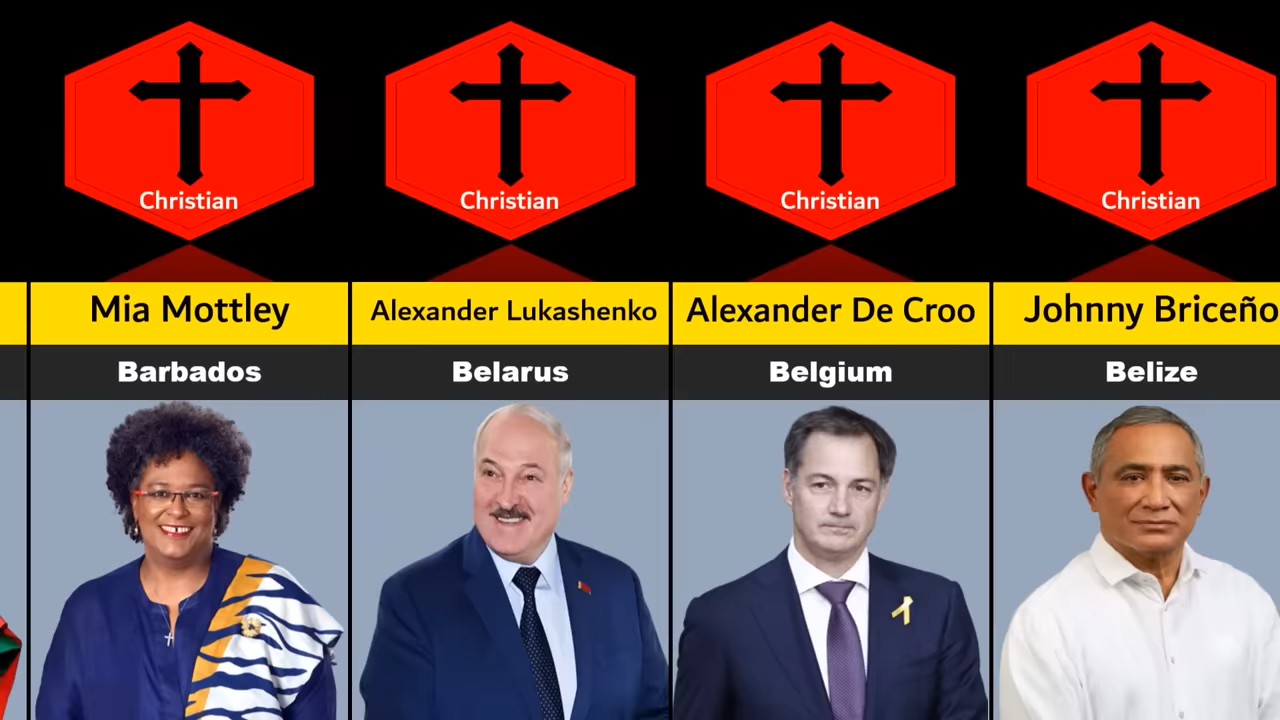 Christian
Christian
Christian
Christian
Mia Mottley
Alexander Lukashenko
Alexander De Croo
Johnny Briceño
Barbados
Belarus
Belgium
Belize